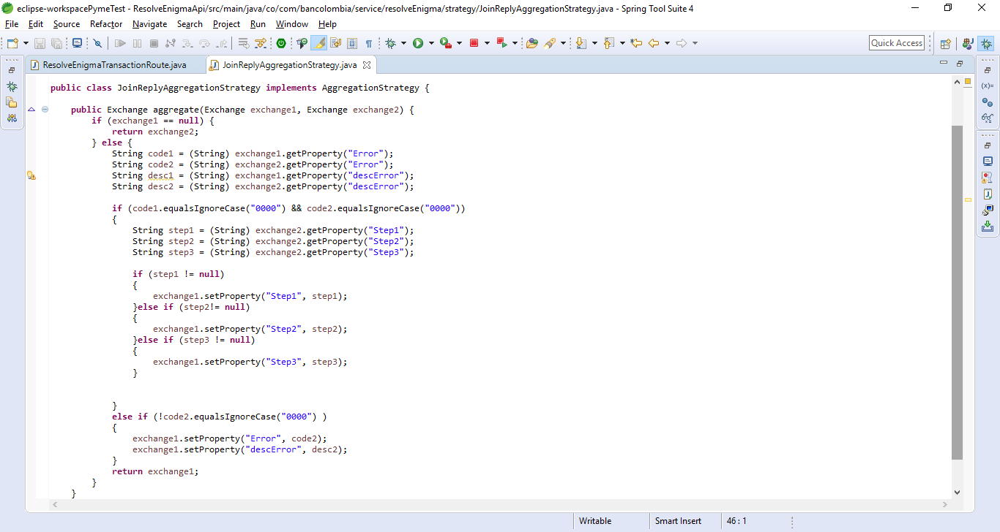 eclipse-workspacePymeTest - ResolveEnigmaApi/src/main/java/co/com/bancolombia/service/resolveEnigma/strategy/JoinReplyAggregationStrategy.java - Spring Tool Suite 4
File Edit Source Refactor Navigate Search Project Run Window Help
Quick Access
ResolveEnigmaTransactionRoute.java JoinReplyAggregationStrategy.java
public class JoinReplyAggregationStrategy implements AggregationStrategy {
public Exchange aggregate(Exchange exchange1, Exchange exchange2) {
if (exchange1 == null) {
return exchange2;
} else {
String code1 = (String) exchange1.getProperty("Error");
String code2 = (String) exchange2.getProperty("Error");
String desc1 = (String) exchange1.getProperty("descError");
String desc2 = (String) exchange2.getProperty("descError");
if (code1.equalsIgnoreCase("0000") && code2.equalsIgnoreCase("0000"))
{
String step1 = (String) exchange2.getProperty("Step1");
String step2 = (String) exchange2.getProperty("Step2");
String step3 = (String) exchange2.getProperty("Step3");
if (step1 != null)
{
exchange1.setProperty("Step1", step1);
}else if (step2!= null)
{
exchange1.setProperty("Step2", step2);
}else if (step3 != null)
{
exchange1.setProperty("Step3", step3);
}
}
else if (!code2.equalsIgnoreCase("0000") )
{
exchange1.setProperty("Error", code2);
exchange1.setProperty("descError", desc2);
}
return exchange1;
}
}
Writable Smart Insert 46 : 1